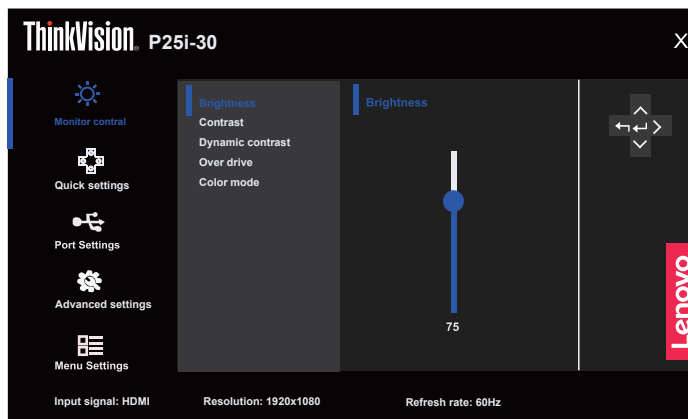 ThinkVision® P25i-30
X
Monitor contral
Quick settings
Port Settings
Advanced settings
Menu Settings
Brightness
Contrast
Dynamic contrast
Over drive
Color mode
Brightness
75
Lenovo
Input signal: HDMI
Resolution: 1920x1080
Refresh rate: 60Hz